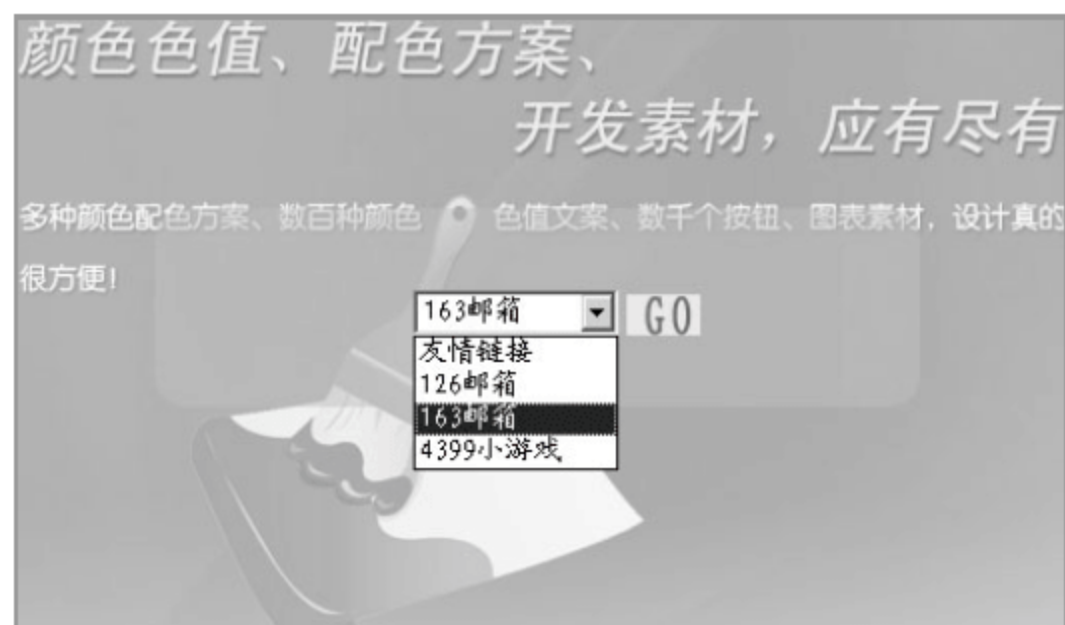 颜色色值、配色方案、
开发素材，应有尽有
多种颜色配色方案、数百种颜色 色值文案、数千个按钮、图表素材，设计真的
很方便!
163邮箱 GO
友情链接
126邮箱
163邮箱
4399小游戏